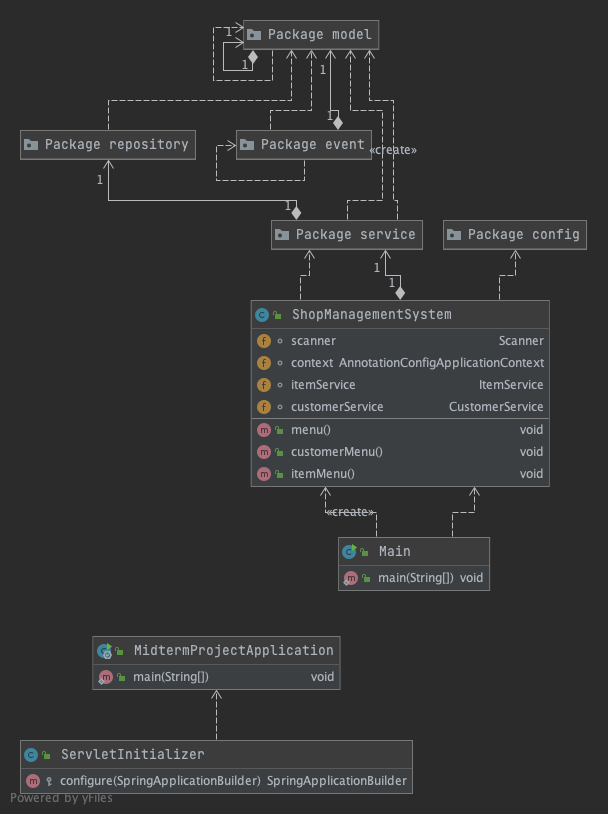 1
Package model
1
1
1
Package repository
Package event
«create»
1
1
Package service
Package config
1
1
ShopManagementSystem
scanner Scanner
context AnnotationConfigApplicationContext
itemService ItemService
customerService CustomerService
menu() void
customerMenu() void
itemMenu() void
«create»
Main
main(String[]) void
MidtermProjectApplication
main(String[]) void
ServletInitializer
configure(SpringApplicationBuilder) SpringApplicationBuilder
Powered by yFiles